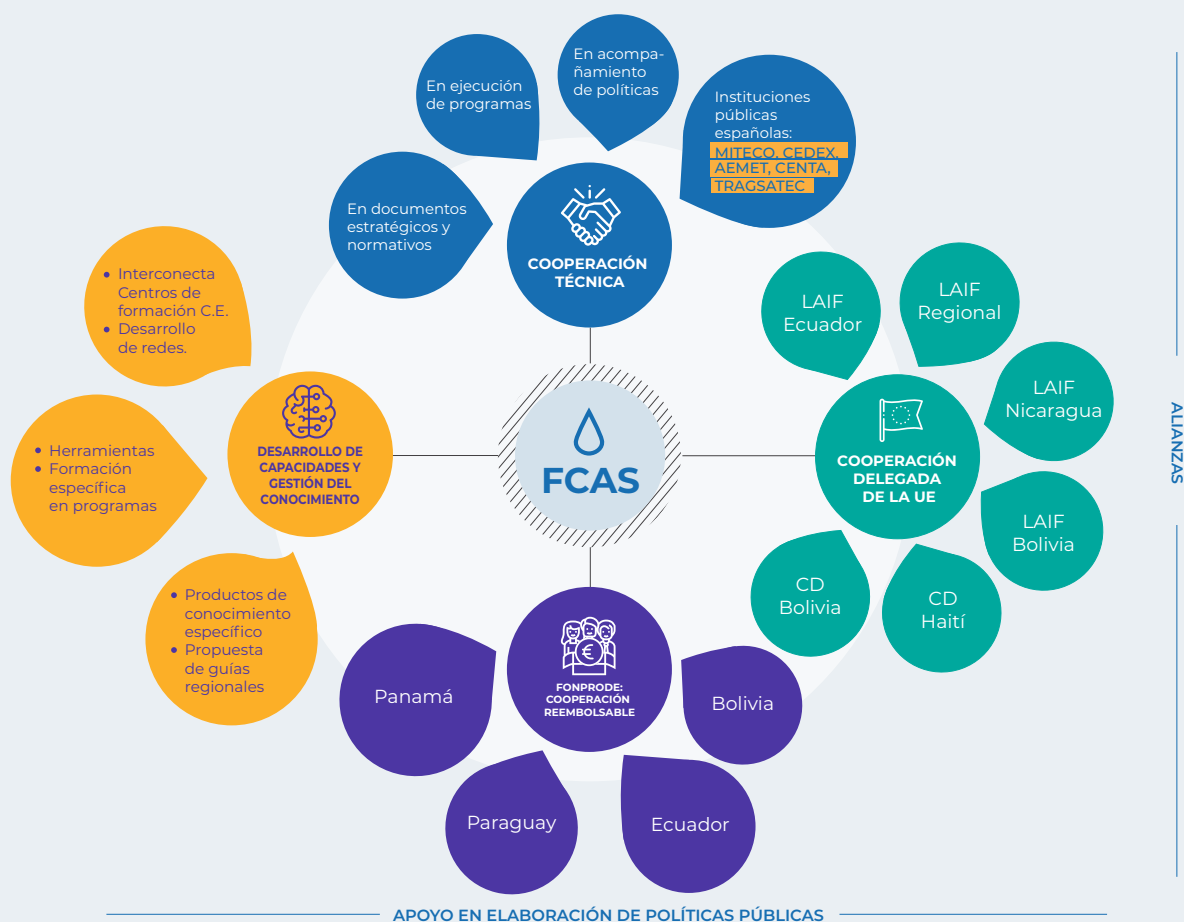 En ejecución
de programas
En acompa-
ñamiento
de políticas
Instituciones
públicas
españolas:
MITECO, CEDEX,
AEMET, CENTA,
TRAGSATEC
En documentos
estratégicos y
normativos
COOPERACIÓN
TÉCNICA
• Interconecta
Centros de
formación C.E.
• Desarrollo
de redes.
• Herramientas
• Formación
específica
en programas
• Productos de
conocimiento
específico
• Propuesta
de guías
regionales
DESARROLLO DE
CAPACIDADES Y
GESTIÓN DEL
CONOCIMIENTO
FCAS
LAIF
Ecuador
LAIF
Regional
LAIF
Nicaragua
LAIF
Bolivia
CD
Haití
CD
Bolivia
COOPERACIÓN
DELEGADA
DE LA UE
€
FONPRODE:
COOPERACIÓN
REEMBOLSABLE
Panamá
Paraguay
Ecuador
Bolivia
ALIANZAS
APOYO EN ELABORACIÓN DE POLÍTICAS PÚBLICAS